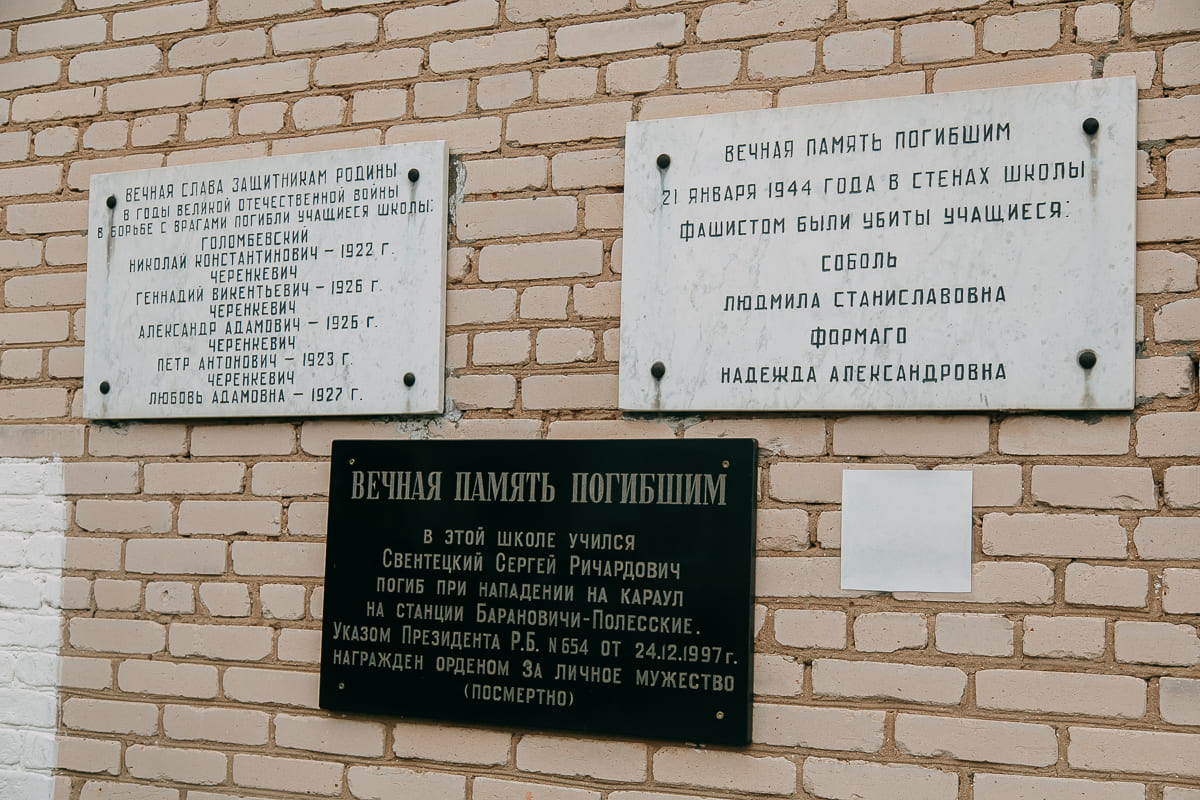 ВЕЧНАЯ СЛАВА ЗАЩИТНИКАМ РОДИНЫ
В ГОДЫ ВЕЛИКОЙ ОТЕЧЕСТВЕННОЙ ВОЙНЫ
В БОРЬБЕ С ВРАГАМИ ПОГИБЛИ УЧАЩИЕСЯ ШКОЛЫ:
ГОЛОМБЕВСКИЙ
НИКОЛАЙ КОНСТАНТИНОВИЧ – 1922 г.
ЧЕРЕНКЕВИЧ
ГЕННАДИЙ ВИКЕНТЬЕВИЧ – 1926 г.
ЧЕРЕНКЕВИЧ
АЛЕКСАНДР АДАМОВИЧ – 1926 г.
ЧЕРЕНКЕВИЧ
ПЕТР АНТОНОВИЧ – 1923 г.
ЧЕРЕНКЕВИЧ
ЛЮБОВЬ АДАМОВНА – 1927 г.
ВЕЧНАЯ ПАМЯТЬ ПОГИБШИМ
21 ЯНВАРЯ 1944 ГОДА В СТЕНАХ ШКОЛЫ
ФАШИСТОМ БЫЛИ УБИТЫ УЧАЩИЕСЯ:
СОБОЛЬ
ЛЮДМИЛА СТАНИСЛАВОВНА
ФОРМАГО
НАДЕЖДА АЛЕКСАНДРОВНА
ВЕЧНАЯ ПАМЯТЬ ПОГИБШИМ
В ЭТОЙ ШКОЛЕ УЧИЛСЯ
СВЕНТЕЦКИЙ СЕРГЕЙ РИЧАРДОВИЧ
ПОГИБ ПРИ НАПАДЕНИИ НА КАРАУЛ
НА СТАНЦИИ БАРАНОВИЧИ-ПОЛЕССКИЕ.
УКАЗОМ ПРЕЗИДЕНТА Р.Б. N 654 ОТ 24.12.1997 г.
НАГРАЖДЕН ОРДЕНОМ ЗА ЛИЧНОЕ МУЖЕСТВО
(ПОСМЕРТНО)